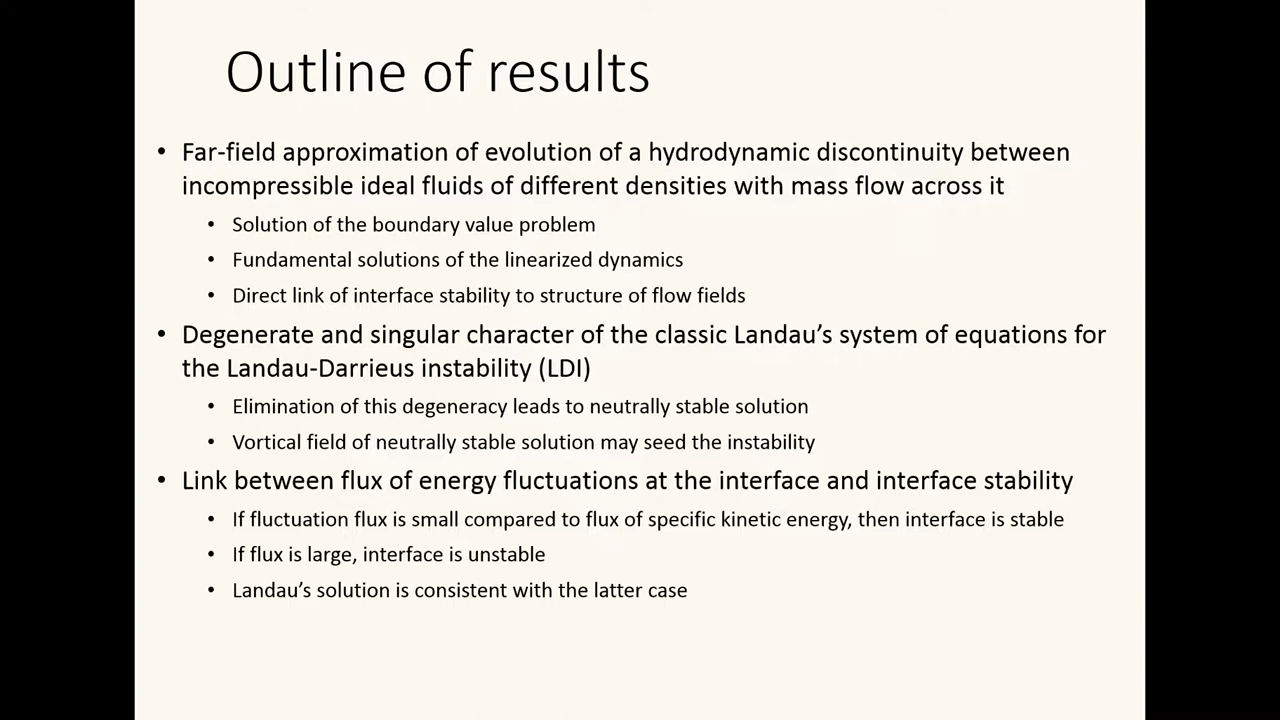 Outline of results
• Far-field approximation of evolution of a hydrodynamic discontinuity between
incompressible ideal fluids of different densities with mass flow across it
• Solution of the boundary value problem
• Fundamental solutions of the linearized dynamics
• Direct link of interface stability to structure of flow fields
• Degenerate and singular character of the classic Landau’s system of equations for
the Landau-Darrieus instability (LDI)
• Elimination of this degeneracy leads to neutrally stable solution
• Vortical field of neutrally stable solution may seed the instability
• Link between flux of energy fluctuations at the interface and interface stability
• If fluctuation flux is small compared to flux of specific kinetic energy, then interface is stable
• If flux is large, interface is unstable
• Landau’s solution is consistent with the latter case